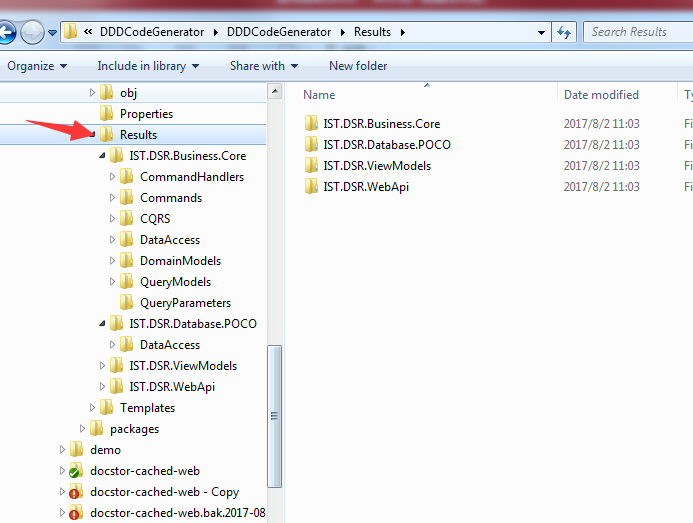 « DDDCodeGenerator DDDCodeGenerator Results Search Results
Organize Include in library Share with New folder
obj
Properties
Results
IST.DSR.Business.Core
CommandHandlers
Commands
CQRS
DataAccess
DomainModels
QueryModels
QueryParameters
IST.DSR.Database.POCO
DataAccess
IST.DSR.ViewModels
IST.DSR.WebApi
Templates
packages
demo
docstor-cached-web
docstor-cached-web - Copy
docstor-cached-web.bak.2017-08
Name Date modified Ty
IST.DSR.Business.Core 2017/8/2 11:03 Fi
IST.DSR.Database.POCO 2017/8/2 11:03 Fi
IST.DSR.ViewModels 2017/8/2 11:03 Fi
IST.DSR.WebApi 2017/8/2 11:03 Fi